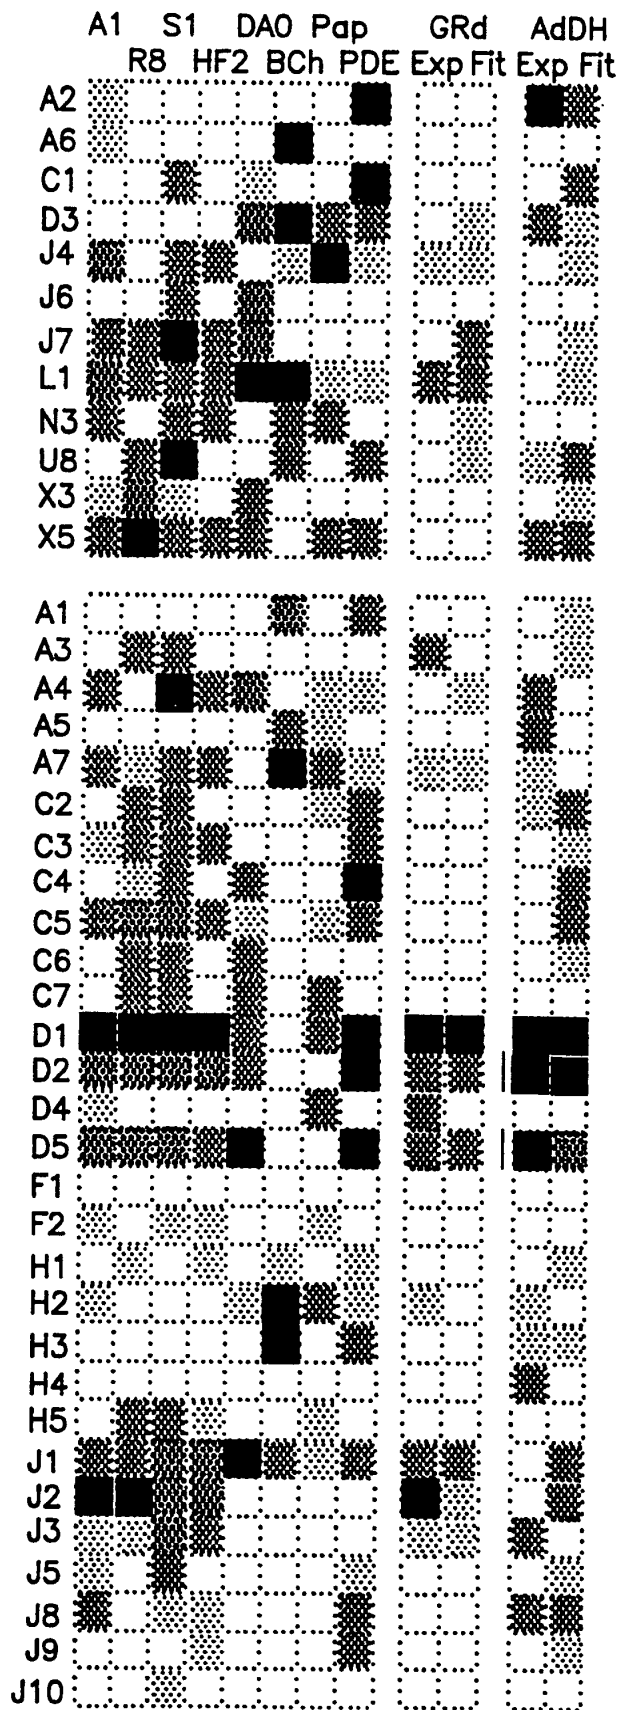 A1 S1 DAO Pap GRd AdDH
R8 HF2 BCh PDE Exp Fit Exp Fit
A2
A6
C1
D3
J4
J6
J7
L1
N3
U8
X3
X5
A1
A3
A4
A5
A7
C2
C3
C4
C5
C6
C7
D1
D2
D4
D5
F1
F2
H1
H2
H3
H4
H5
J1
J2
J3
J5
J8
J9
J10